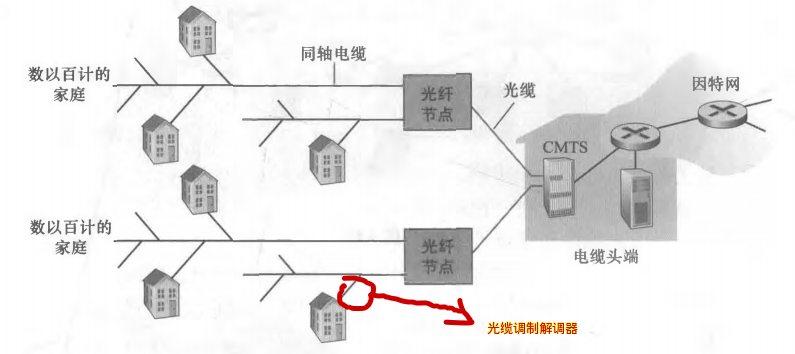 数以百计的
家庭
同轴电缆
光纤
节点
光缆
因特网
CMTS
数以百计的
家庭
光纤
节点
电缆头端
光缆调制解调器